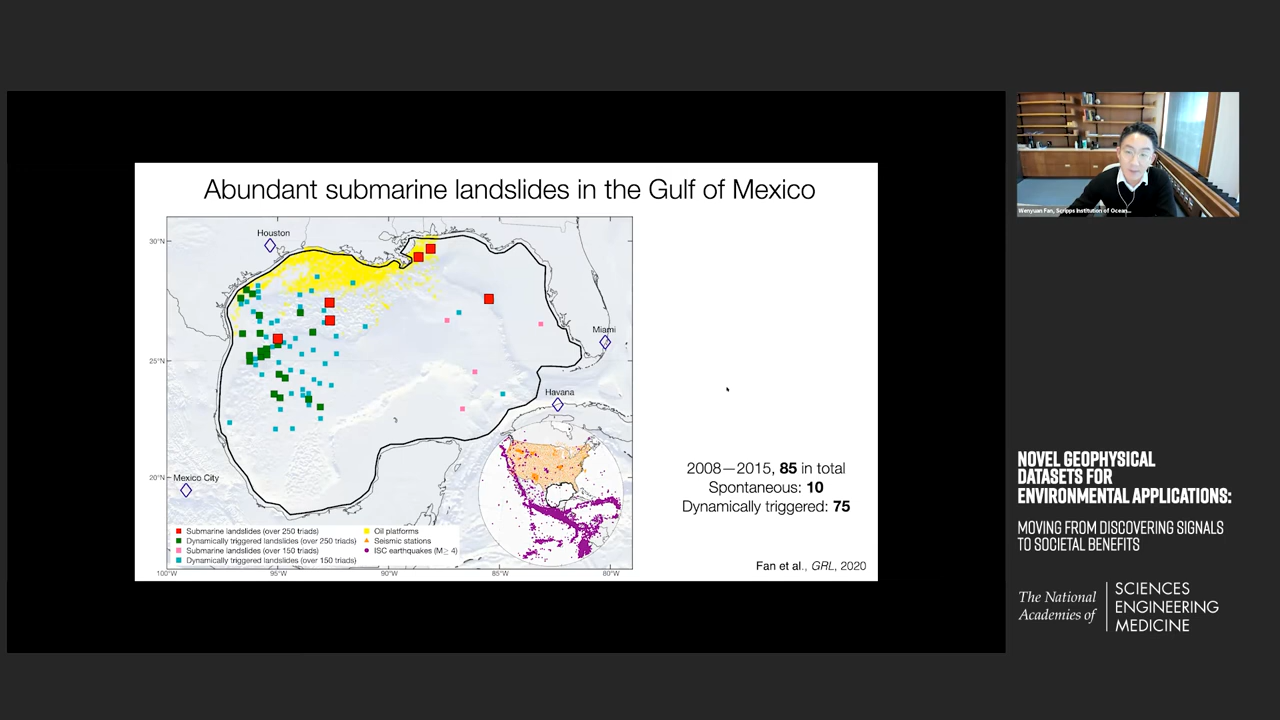 Abundant submarine landslides in the Gulf of Mexico
Houston
30°N
Miami
25°N
Havana
20°N
Mexico City
Submarine landslides (over 250 triads)
Dynamically triggered landslides (over 250 triads)
Submarine landslides (over 150 triads)
Dynamically triggered landslides (over 150 triads)
Oil platforms
Seismic stations
ISC earthquakes (M ≥ 4)
100°W
95°W
90°W
85°W
80°W
2008—2015, 85 in total
Spontaneous: 10
Dynamically triggered: 75
Fan et al., GRL, 2020
Wenyuan Fan, Scripps Institution of Ocean...
NOVEL GEOPHYSICAL
DATASETS FOR
ENVIRONMENTAL APPLICATIONS:
MOVING FROM DISCOVERING SIGNALS
TO SOCIETAL BENEFITS
The National
Academies of
SCIENCES
ENGINEERING
MEDICINE